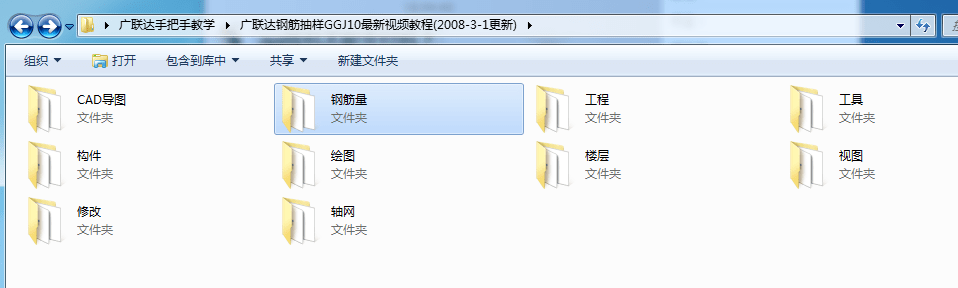 广联达手把手教学 广联达钢筋抽样GGJ10最新视频教程(2008-3-1更新)
组织 打开 包含到库中 共享 新建文件夹
CAD导图 钢筋量 工程 工具
文件夹 文件夹 文件夹 文件夹
构件 绘图 楼层 视图
文件夹 文件夹 文件夹 文件夹
修改 轴网
文件夹 文件夹